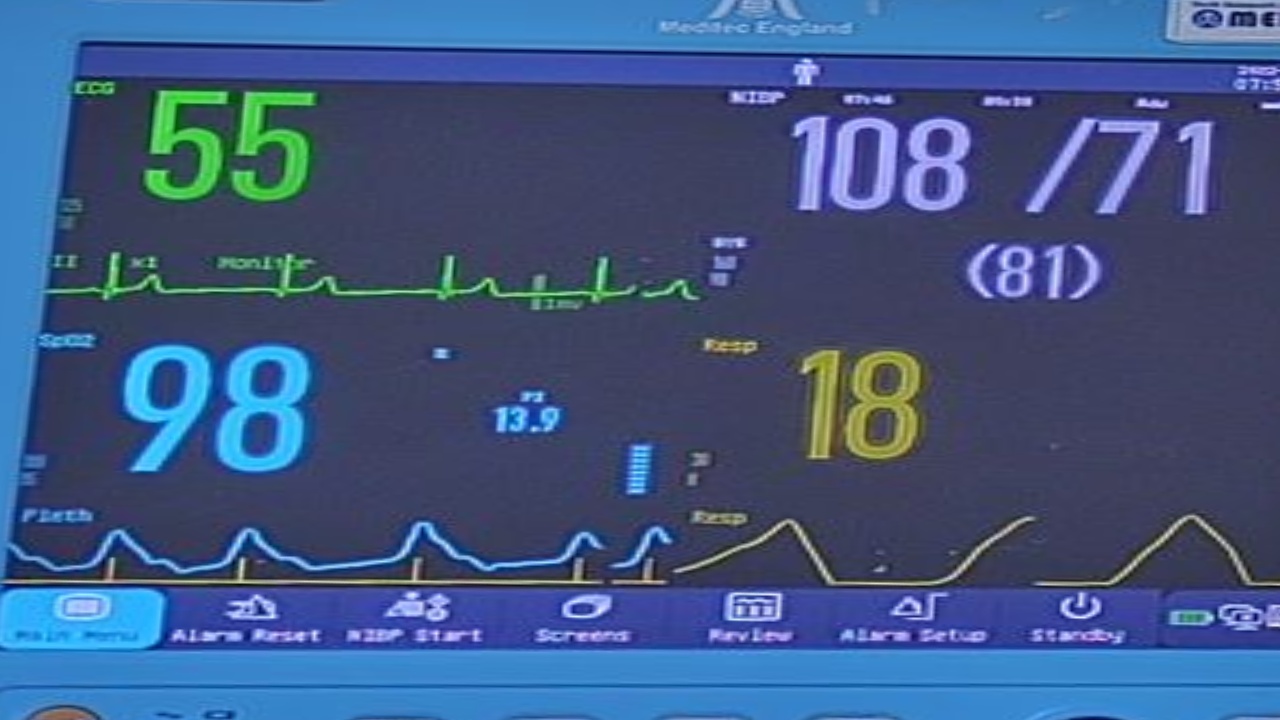 Meditec England
ECG
55
NIBP
108 /71
(81)
II
x1
Monitor
SpO2
98
PI
13.9
Resp
18
Pleth
Resp
Main Menu
Alarm Reset
NIBP Start
Screens
Review
Alarm Setup
Standby